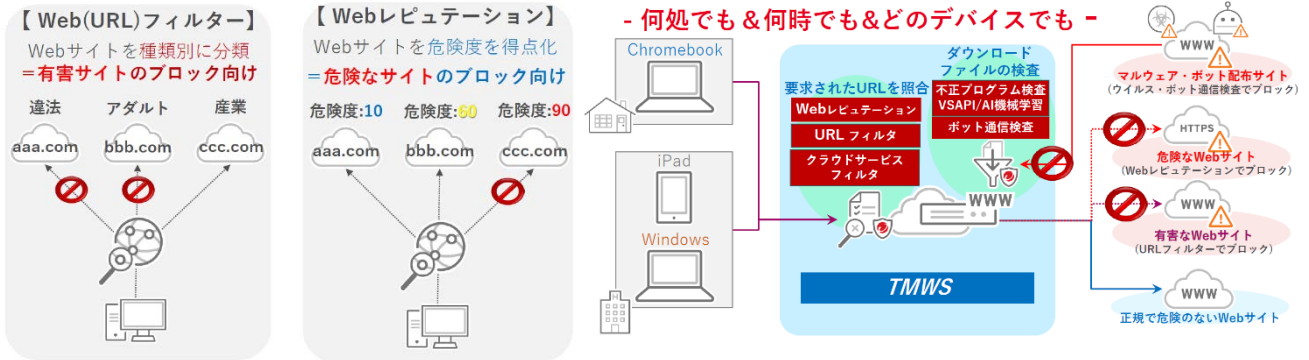 【 Web(URL)フィルター】
Webサイトを種類別に分類
＝有害サイトのブロック向け
違法
アダルト
産業
aaa.com
bbb.com
ccc.com
【 Webレピュテーション】
Webサイトを危険度を得点化
＝危険なサイトのブロック向け
危険度:10
危険度:60
危険度:90
aaa.com
bbb.com
ccc.com
- 何処でも＆何時でも&どのデバイスでも -
Chromebook
iPad
Windows
要求されたURLを照合
Webレピュテーション
URL フィルタ
クラウドサービス
フィルタ
ダウンロード
ファイルの検査
不正プログラム検査
VSAPI/AI機械学習
ボット通信検査
WWW
TMWS
WWW
マルウェア・ボット配布サイト
(ウイルス・ボット通信検査でブロック)
HTTPS
危険なWebサイト
(Webレピュテーションでブロック)
WWW
有害なWebサイト
(URLフィルターでブロック)
WWW
正規で危険のないWebサイト